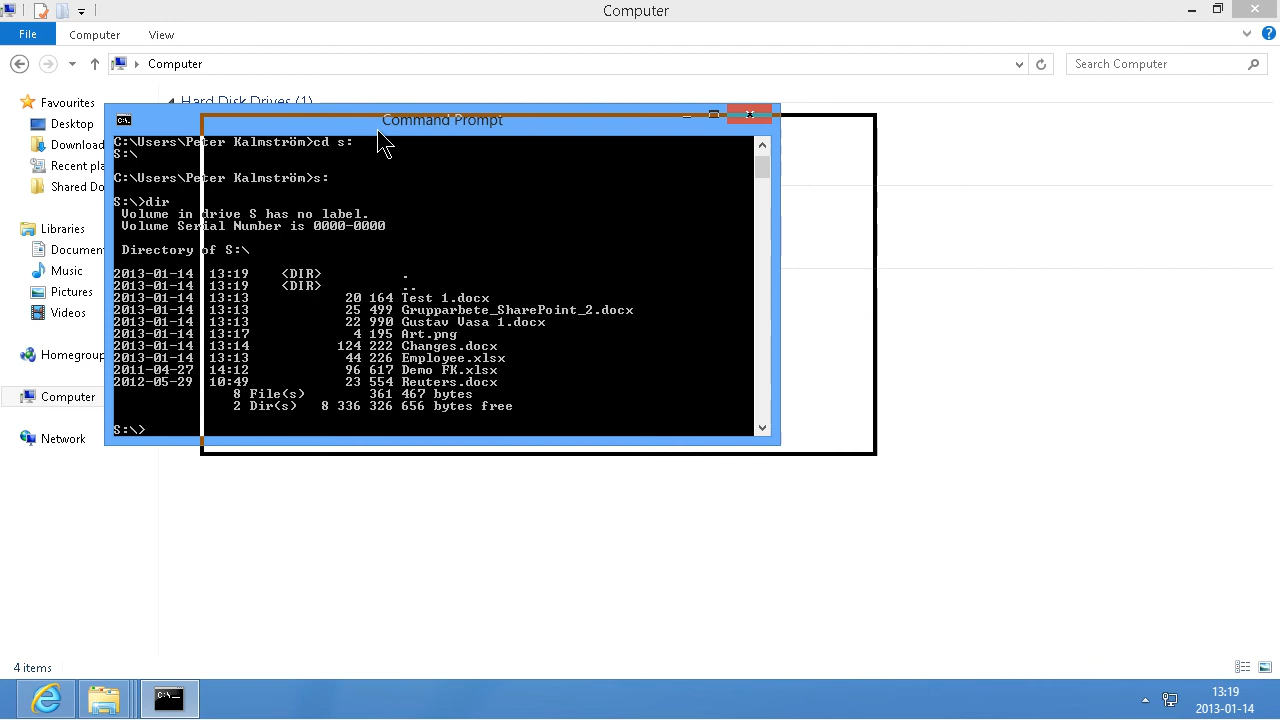 Computer
File
Computer
View
Computer
Search Computer
Favourites
Desktop
Download
Recent pla
Shared Do
Libraries
Documen
Music
Pictures
Videos
Homegroup
Computer
Network
Hard Disk Drives (1)
Command Prompt
C:\Users\Peter Kalmström>cd s:
S:\
C:\Users\Peter Kalmström>s:
S:\>dir
Volume in drive S has no label.
Volume Serial Number is 0000-0000
Directory of S:\
2013-01-14 13:19 <DIR> .
2013-01-14 13:19 <DIR> ..
2013-01-14 13:13 20 164 Test 1.docx
2013-01-14 13:13 25 499 Grupparbete_SharePoint_2.docx
2013-01-14 13:13 22 990 Gustav Vasa 1.docx
2013-01-14 13:17 4 195 Art.png
2013-01-14 13:14 124 222 Changes.docx
2013-01-14 13:13 44 226 Employee.xlsx
2011-04-27 14:12 96 617 Demo FK.xlsx
2012-05-29 10:49 23 554 Reuters.docx
8 File(s) 361 467 bytes
2 Dir(s) 8 336 326 656 bytes free
S:\>
4 items
13:19
2013-01-14